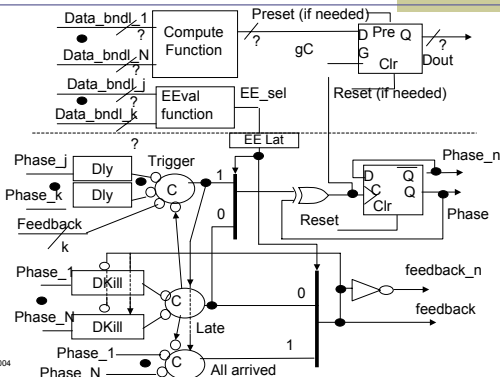 Data_bndl_1
?
Data_bndl_N
?
Compute
Function
Preset (if needed)
?
gC
D Pre Q
G
Clr
?
Dout
Reset (if needed)
Data_bndl_j
?
Data_bndl_k
?
EEval
function
EE_sel
EE Lat
Phase_j
Dly
Trigger
Phase_k
Dly
C
1
0
Feedback
k
D Q
C Q
Clr
Reset
Phase_n
Phase
Phase_1
DKill
Phase_N
DKill
C
Late
0
1
feedback_n
feedback
Phase_1
Phase_N
C
All arrived
004